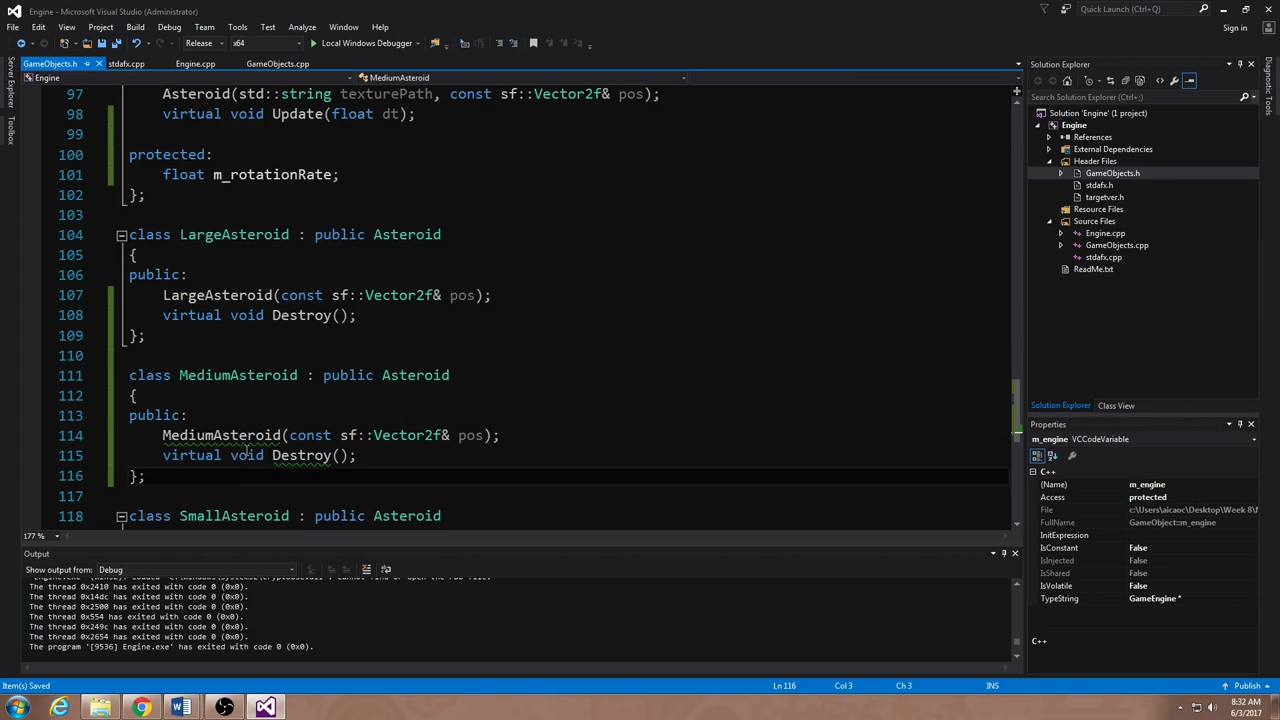 Engine - Microsoft Visual Studio (Administrator)
Quick Launch (Ctrl+Q)
File Edit View Project Build Debug Team Tools Test Analyze Window Help
Sign in
Release x64 Local Windows Debugger
GameObjects.h stdafx.cpp Engine.cpp GameObjects.cpp
Engine MediumAsteroid
Server Explorer
Toolbox
97 Asteroid(std::string texturePath, const sf::Vector2f& pos);
98 virtual void Update(float dt);
99
100 protected:
101 float m_rotationRate;
102 };
103
104 class LargeAsteroid : public Asteroid
105 {
106 public:
107 LargeAsteroid(const sf::Vector2f& pos);
108 virtual void Destroy();
109 };
110
111 class MediumAsteroid : public Asteroid
112 {
113 public:
114 MediumAsteroid(const sf::Vector2f& pos);
115 virtual void Destroy();
116 };
117
118 class SmallAsteroid : public Asteroid
177 %
Output
Show output from: Debug
The thread 0x2410 has exited with code 0 (0x0).
The thread 0x14dc has exited with code 0 (0x0).
The thread 0x2500 has exited with code 0 (0x0).
The thread 0x554 has exited with code 0 (0x0).
The thread 0x249c has exited with code 0 (0x0).
The thread 0x2654 has exited with code 0 (0x0).
The program '[9536] Engine.exe' has exited with code 0 (0x0).
Solution Explorer
Search Solution Explorer (Ctrl+;)
Solution 'Engine' (1 project)
Engine
References
External Dependencies
Header Files
GameObjects.h
stdafx.h
targetver.h
Resource Files
Source Files
Engine.cpp
GameObjects.cpp
stdafx.cpp
ReadMe.txt
Solution Explorer Class View
Properties
m_engine VCCodeVariable
C++
(Name) m_engine
Access protected
File c:\Users\aicaoc\Desktop\Week 8\
FullName GameObject::m_engine
InitExpression
IsConstant False
IsInjected False
IsShared False
IsVolatile False
TypeString GameEngine *
C++
Diagnostic Tools
Item(s) Saved Ln 116 Col 3 Ch 3 INS Publish
8:32 AM
6/9/2017